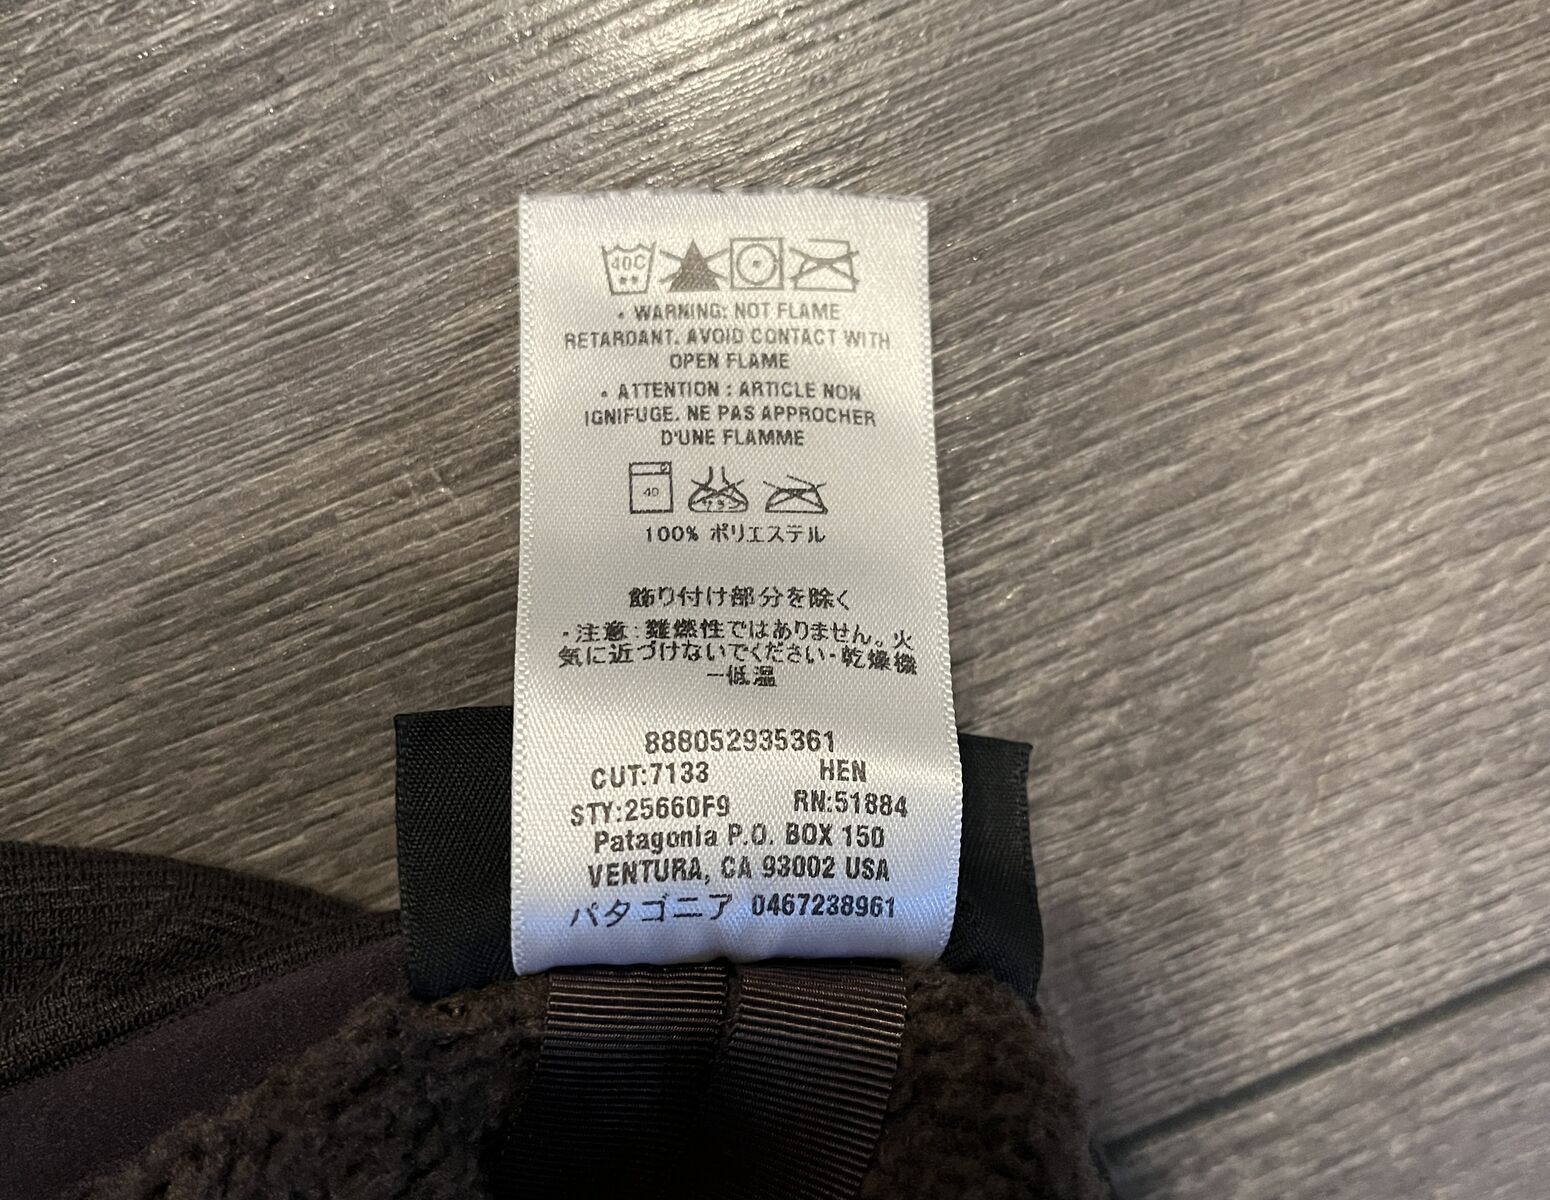 40C
• WARNING: NOT FLAME
RETARDANT. AVOID CONTACT WITH
OPEN FLAME
• ATTENTION : ARTICLE NON
IGNIFUGE. NE PAS APPROCHER
D'UNE FLAMME
40
100% ポリエステル
飾り付け部分を除く
・注意：難燃性ではありません。火
気に近づけないでください・乾燥機
ー低温
888052935361
CUT:7133 HEN
STY:25660F9 RN:51884
Patagonia P.O. BOX 150
VENTURA, CA 93002 USA
パタゴニア 0467238961